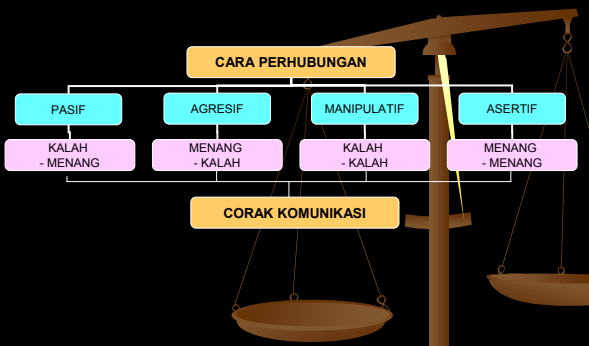 CARA PERHUBUNGAN
PASIF
AGRESIF
MANIPULATIF
ASERTIF
KALAH
- MENANG
MENANG
- KALAH
KALAH
- KALAH
MENANG
- MENANG
CORAK KOMUNIKASI